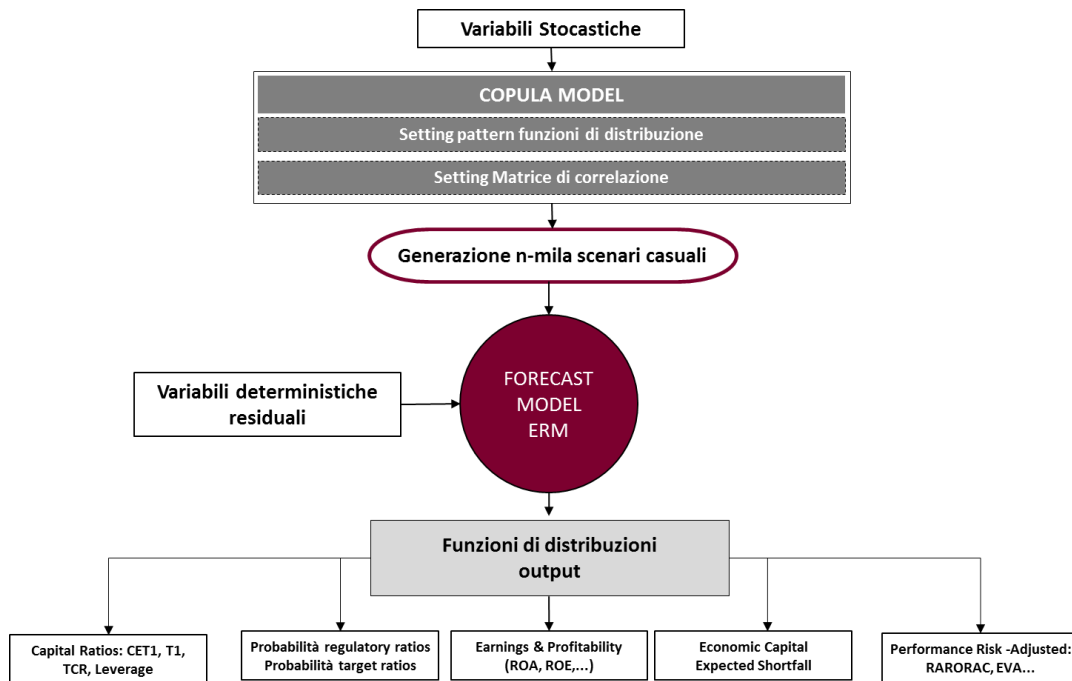 Variabili Stocastiche
COPULA MODEL
Setting pattern funzioni di distribuzione
Setting Matrice di correlazione
Generazione n-mila scenari casuali
Variabili deterministiche
residuali
FORECAST
MODEL
ERM
Funzioni di distribuzioni
output
Capital Ratios: CET1, T1,
TCR, Leverage
Probabilità regulatory ratios
Probabilità target ratios
Earnings & Profitability
(ROA, ROE,...)
Economic Capital
Expected Shortfall
Performance Risk -Adjusted:
RARORAC, EVA...